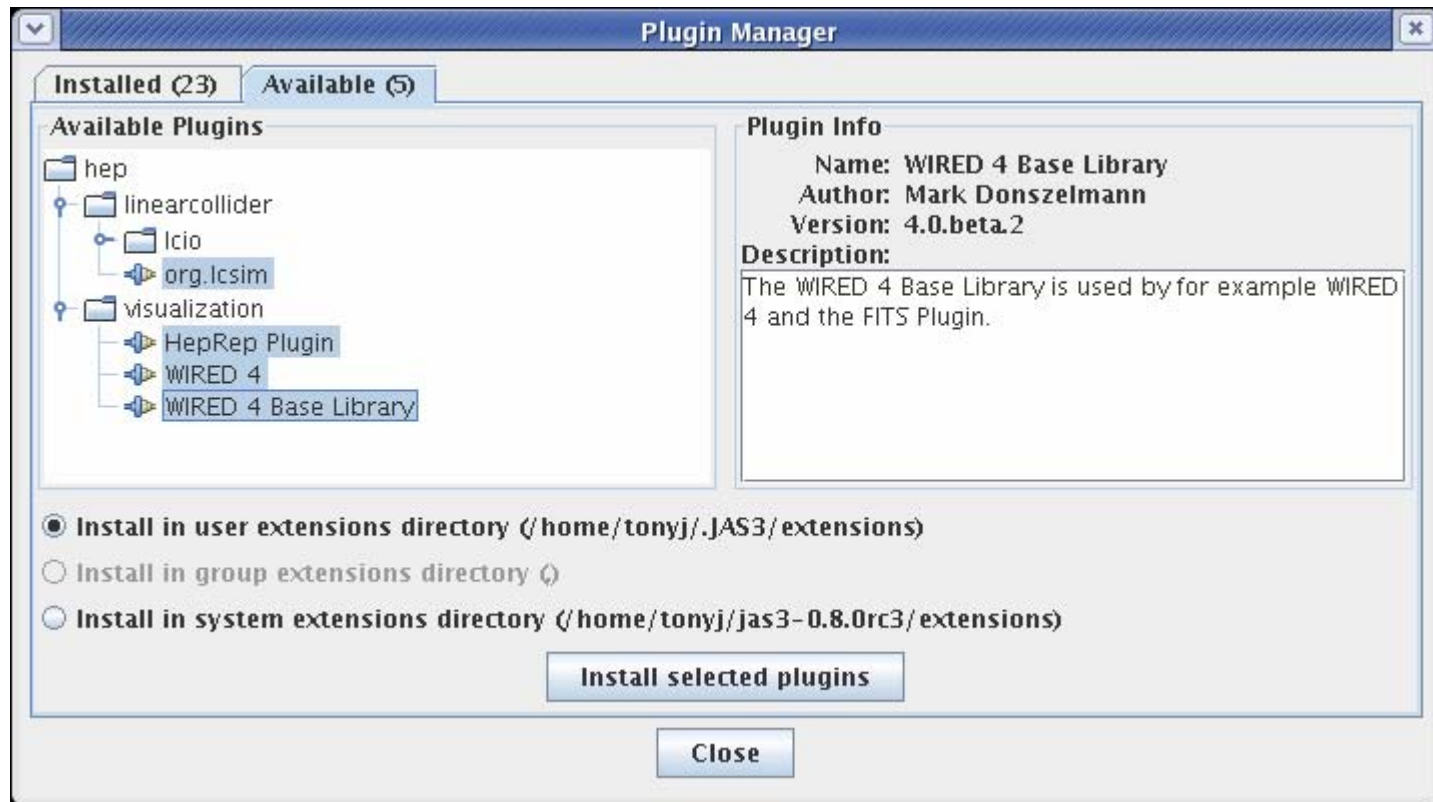 Plugin Manager
Installed (23)
Available (5)
Available Plugins
hep
linearcollider
lcio
org.lcsim
visualization
HepRep Plugin
WIRED 4
WIRED 4 Base Library
Plugin Info
Name: WIRED 4 Base Library
Author: Mark Donszelmann
Version: 4.0.beta.2
Description:
The WIRED 4 Base Library is used by for example WIRED
4 and the FITS Plugin.
Install in user extensions directory (/home/tonyj/.JAS3/extensions)
Install in group extensions directory ()
Install in system extensions directory (/home/tonyj/jas3-0.8.0rc3/extensions)
Install selected plugins
Close